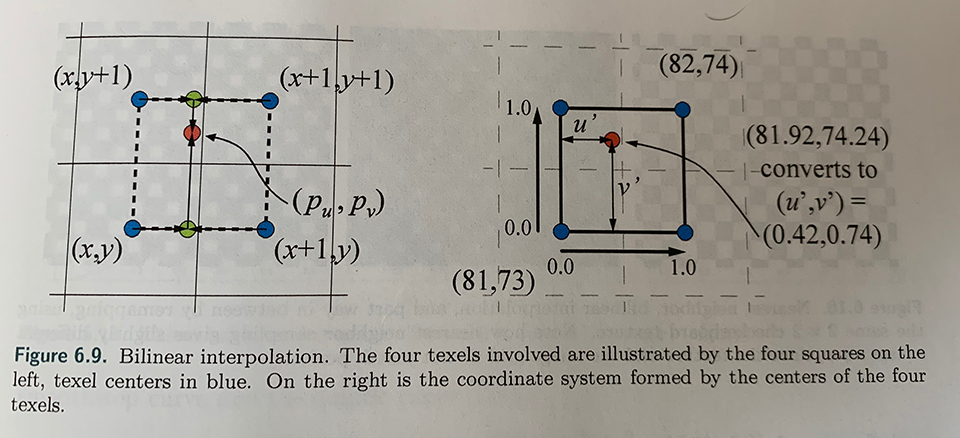 (x,y+1)
(x+1,y+1)
(pu, pv)
(x,y)
(x+1,y)
(82,74)
1.0
u'
v'
0.0
0.0
1.0
(81,73)
(81.92,74.24)
converts to
(u',v') =
(0.42,0.74)
Figure 6.9. Bilinear interpolation. The four texels involved are illustrated by the four squares on the
left, texel centers in blue. On the right is the coordinate system formed by the centers of the four
texels.